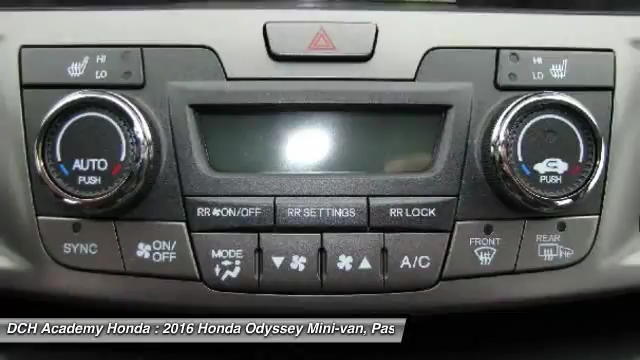 HI
LO
HI
LO
AUTO
PUSH
PUSH
RR ON/OFF
RR SETTINGS
RR LOCK
SYNC
ON/
OFF
MODE
A/C
FRONT
REAR
DCH Academy Honda : 2016 Honda Odyssey Mini-van, Pas